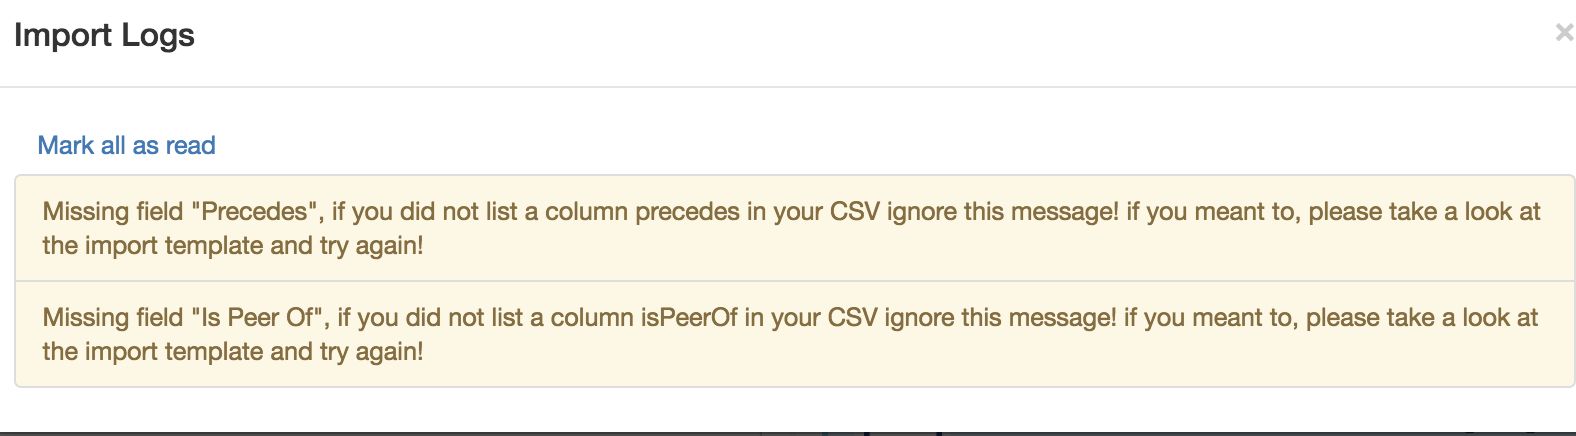 Import Logs
×
Mark all as read
Missing field "Precedes", if you did not list a column precedes in your CSV ignore this message! if you meant to, please take a look at
the import template and try again!
Missing field "Is Peer Of", if you did not list a column isPeerOf in your CSV ignore this message! if you meant to, please take a look at
the import template and try again!